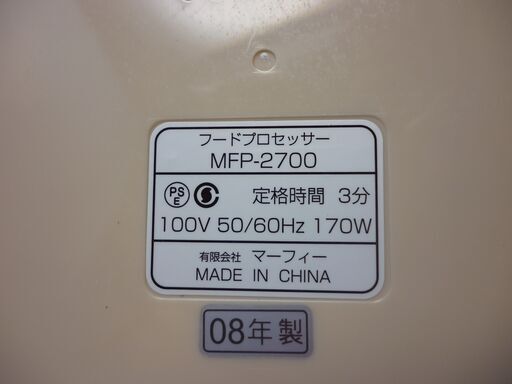 フードプロセッサー
MFP-2700
PS E 定格時間 3分
100V 50/60Hz 170W
有限会社 マーフィー
MADE IN CHINA
08年製